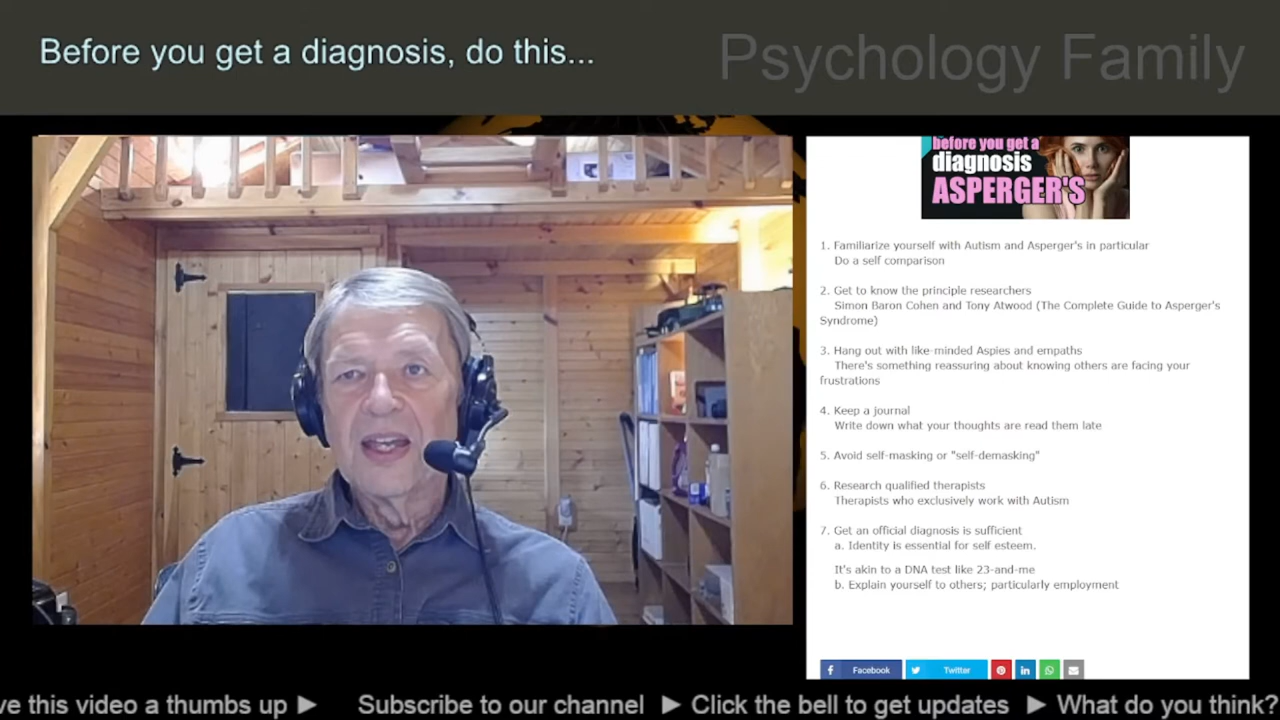 Before you get a diagnosis, do this...
Psychology Family
before you get a
diagnosis
ASPERGER'S
1. Familiarize yourself with Autism and Asperger's in particular
Do a self comparison
2. Get to know the principle researchers
Simon Baron Cohen and Tony Atwood (The Complete Guide to Asperger's
Syndrome)
3. Hang out with like-minded Aspies and empaths
There's something reassuring about knowing others are facing your
frustrations
4. Keep a journal
Write down what your thoughts are read them late
5. Avoid self-masking or "self-demasking"
6. Research qualified therapists
Therapists who exclusively work with Autism
7. Get an official diagnosis is sufficient
a. Identity is essential for self esteem.
It's akin to a DNA test like 23-and-me
b. Explain yourself to others; particularly employment
Facebook
Twitter
ve this video a thumbs up ► Subscribe to our channel ► Click the bell to get updates ► What do you think?